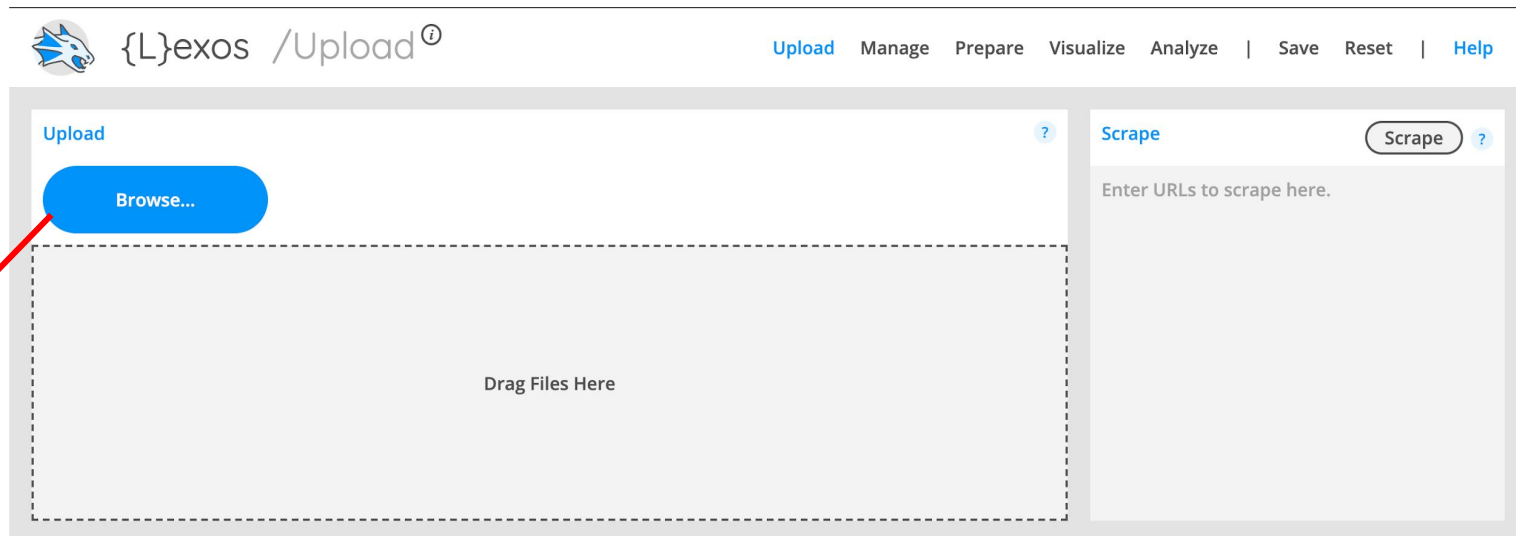 {L}exos /Upload i
Upload Manage Prepare Visualize Analyze | Save Reset | Help
Upload ?
Browse...
Drag Files Here
Scrape Scrape ?
Enter URLs to scrape here.